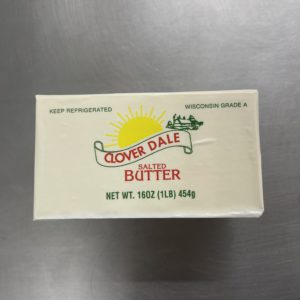 KEEP REFRIGERATED
WISCONSIN GRADE A
CLOVER DALE
SALTED
BUTTER
NET WT. 16OZ (1LB) 454g